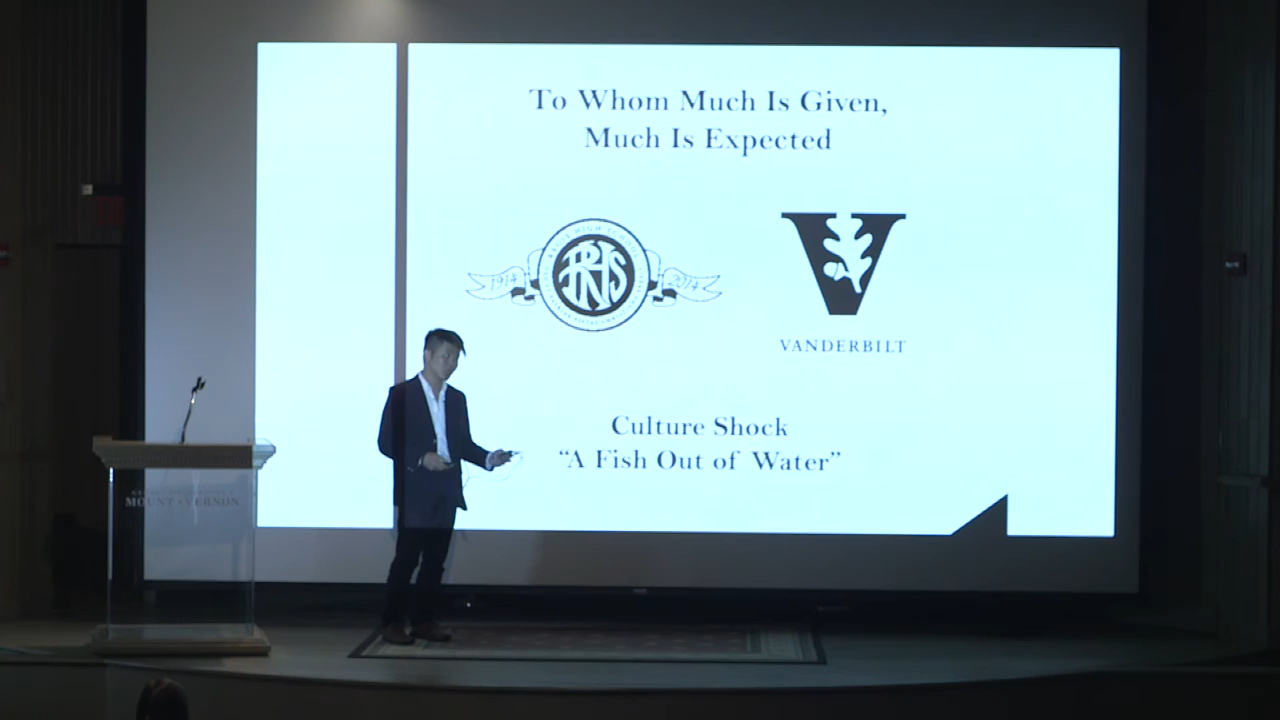 To Whom Much Is Given,
Much Is Expected
1914
RHS
2014
V
VANDERBILT
Culture Shock
“A Fish Out of Water”
MOUNT VERNON